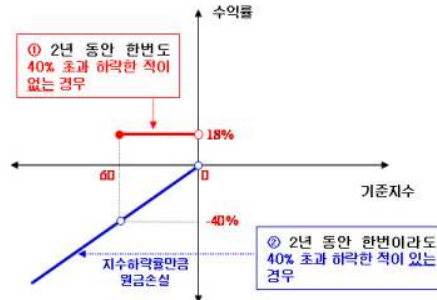 수익률
① 2년 동안 한번도
40% 초과 하락한 적이
없는 경우
18%
60
0
기준지수
-40%
② 2년 동안 한번이라도
40% 초과 하락한 적이 있는
경우
지수하락률만큼
원금손실